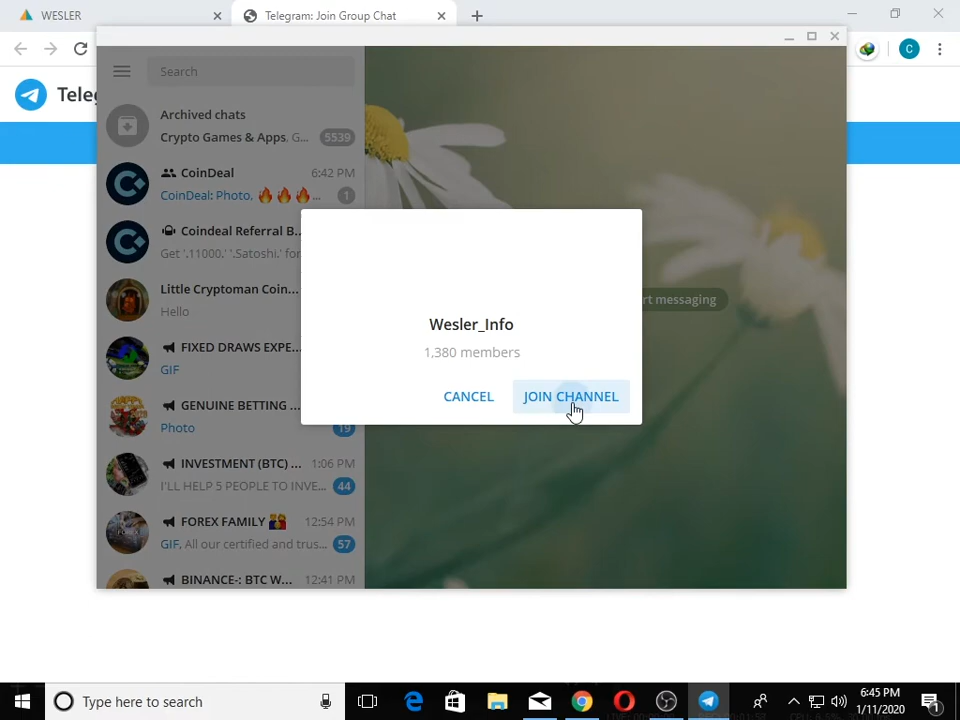 WESLER
Telegram: Join Group Chat
C
Search
Archived chats
Crypto Games & Apps, G...
5539
CoinDeal
6:42 PM
CoinDeal: Photo, 🔥 🔥 🔥 ...
1
Coindeal Referral B...
Get '.11000.' '.Satoshi.' for
Little Cryptoman Coin...
Hello
FIXED DRAWS EXPE...
GIF
GENUINE BETTING ...
Photo
19
INVESTMENT (BTC) ...
1:06 PM
I'LL HELP 5 PEOPLE TO INVE...
44
FOREX FAMILY
12:54 PM
GIF, All our certified and trus...
57
BINANCE-: BTC W...
12:41 PM
rt messaging
Wesler_Info
1,380 members
CANCEL
JOIN CHANNEL
Type here to search
6:45 PM
1/11/2020
1